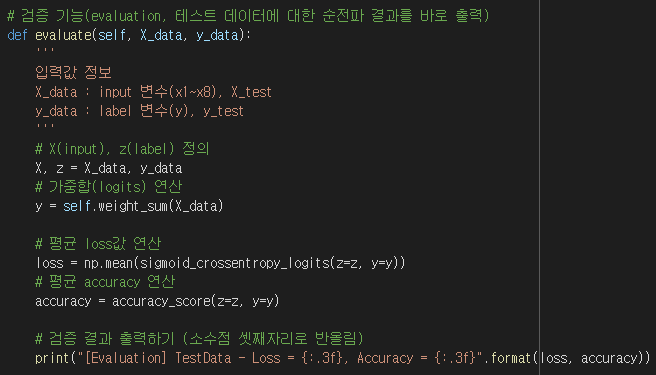 # 검증 기능(evaluation, 테스트 데이터에 대한 순전파 결과를 바로 출력)
def evaluate(self, X_data, y_data):
    '''
    입력값 정보
    X_data : input 변수(x1~x8), X_test
    y_data : label 변수(y), y_test
    '''
    # X(input), z(label) 정의
    X, z = X_data, y_data
    # 가중합(logits) 연산
    y = self.weight_sum(X_data)

    # 평균 loss값 연산
    loss = np.mean(sigmoid_crossentropy_logits(z=z, y=y))
    # 평균 accuracy 연산
    accuracy = accuracy_score(z=z, y=y)

    # 검증 결과 출력하기 (소수점 셋째자리로 반올림)
    print("[Evaluation] TestData - Loss = {:.3f}, Accuracy = {:.3f}".format(loss, accuracy))